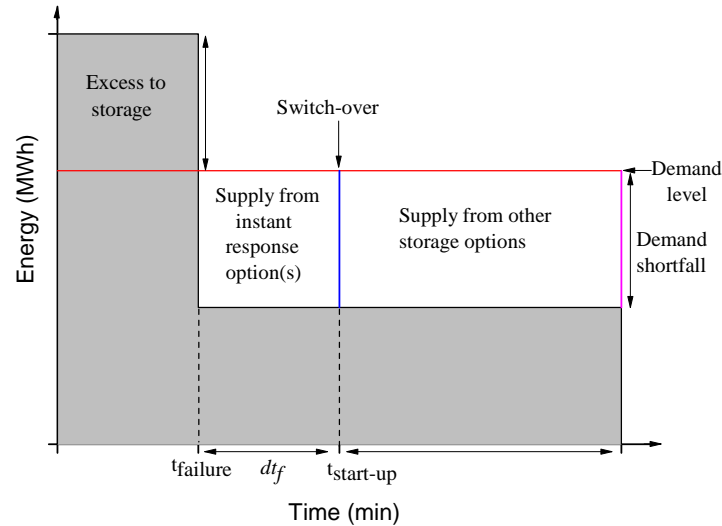 Excess to
storage
Switch-over
Energy (MWh)
Supply from
instant
response
option(s)
Supply from other
storage options
Demand
level
Demand
shortfall
tfailure
dtf
tstart-up
Time (min)